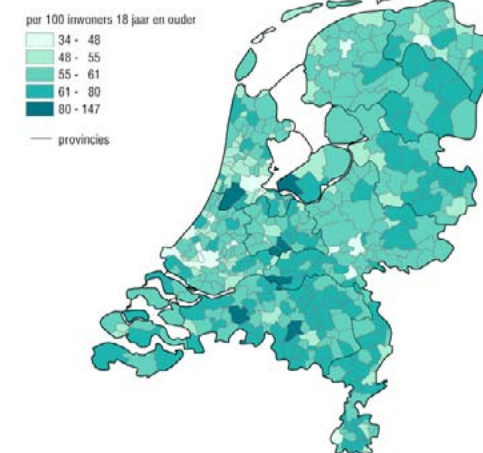 per 100 inwoners 18 jaar en ouder
34 - 48
48 - 55
55 - 61
61 - 80
80 - 147
provincies